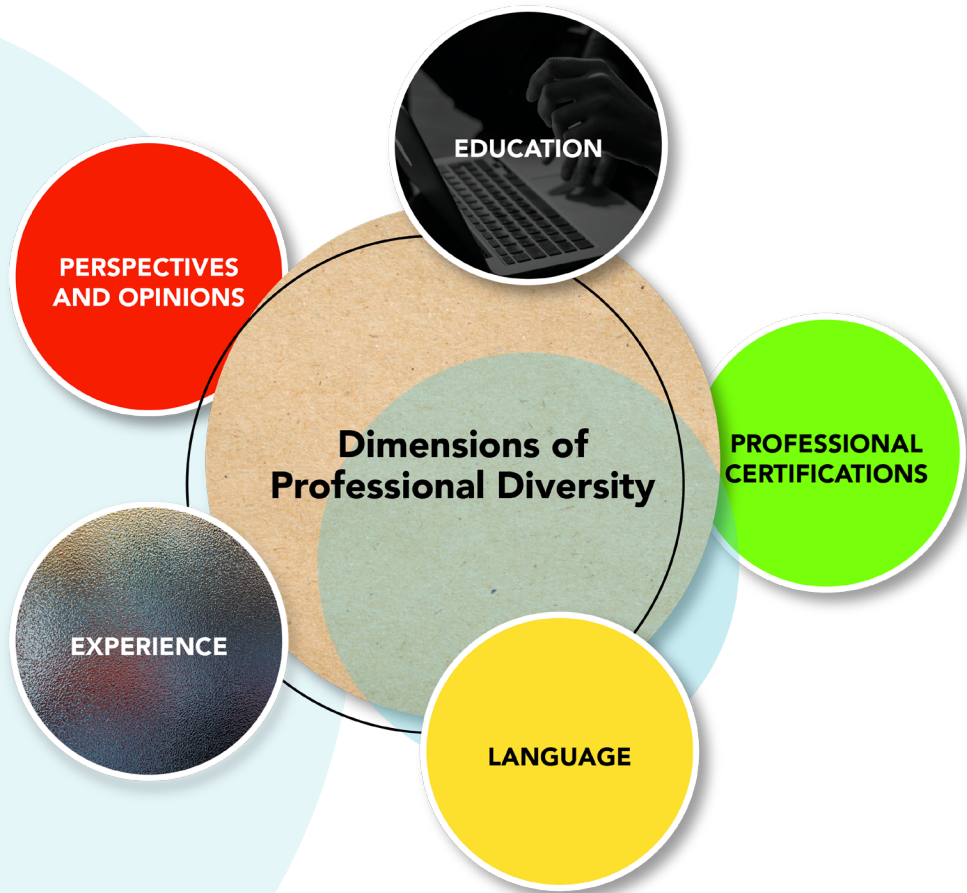 EDUCATION
PERSPECTIVES
AND OPINIONS
Dimensions of
Professional Diversity
PROFESSIONAL
CERTIFICATIONS
EXPERIENCE
LANGUAGE